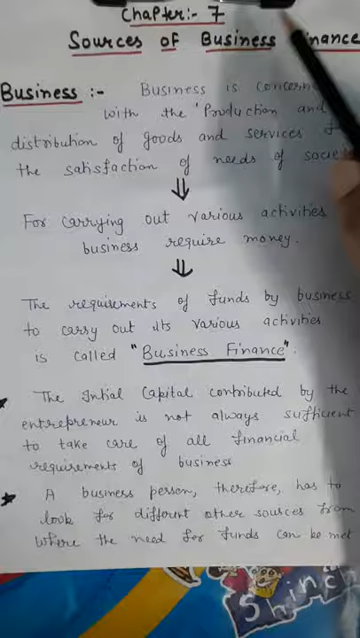 Chapter:- 7
Sources of Business Finance
Business :- Business is concer
with the "Production and
distribution of goods and services f
the satisfaction of needs of socie
⇓
For carrying out various activities
business require money.
⇓
The requirements of funds by business
to carry out its various activities
is called "Business Finance".
★ The Intial Capital contributed by the
entrepreneur is not always sufficient
to take care of all financial
requirements of business
★ A business person, therefore, has to
look for different other sources from
where the need for funds can be met
Shinc